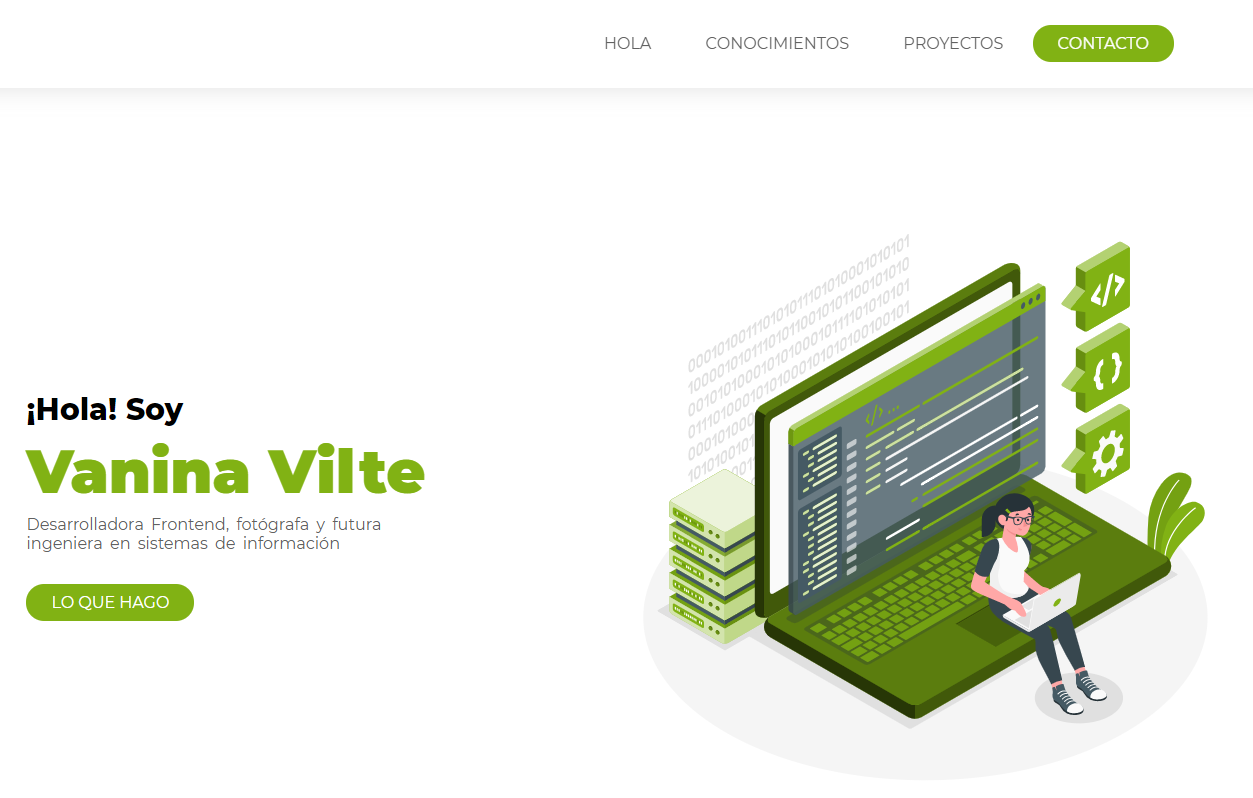 HOLA
CONOCIMIENTOS
PROYECTOS
CONTACTO
¡Hola! Soy
Vanina Vilte
Desarrolladora Frontend, fotógrafa y futura
ingeniera en sistemas de información
LO QUE HAGO